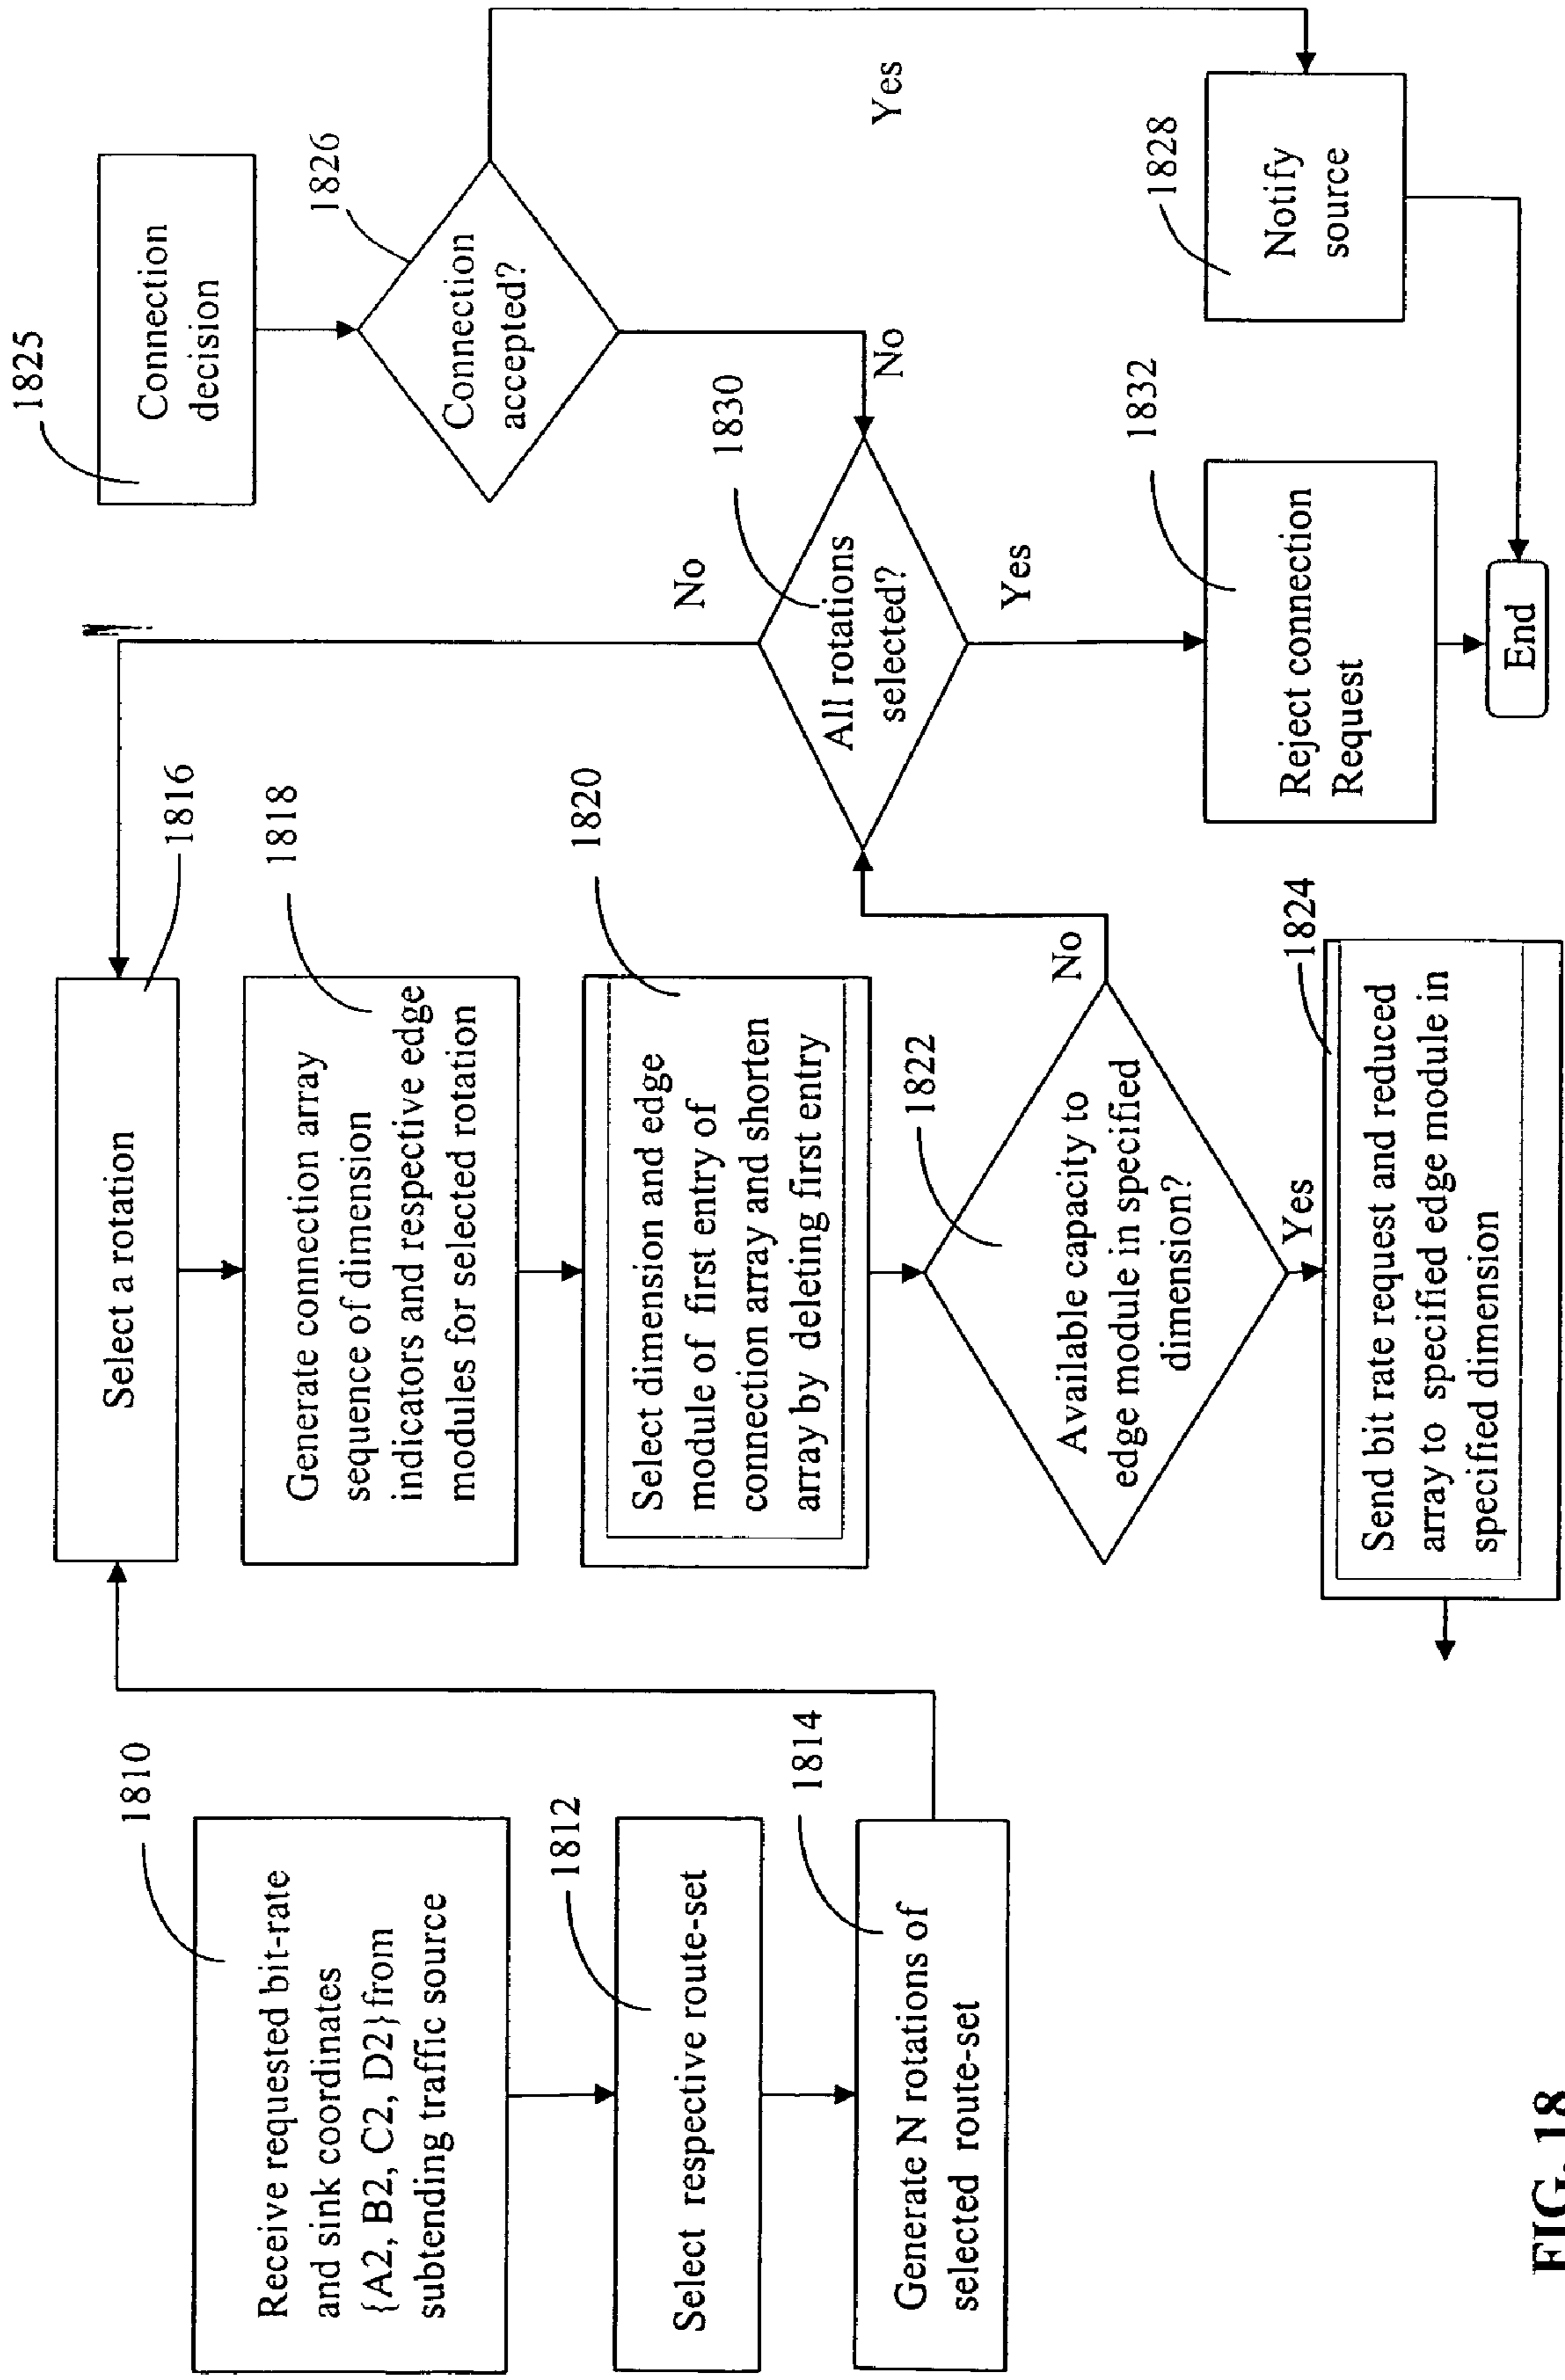 1810
Receive requested bit-rate
and sink coordinates
{A2, B2, C2, D2} from
subtending traffic source
1812
Select respective route-set
1814
Generate N rotations of
selected route-set
1816
Select a rotation
1818
Generate connection array
sequence of dimension
indicators and respective edge
modules for selected rotation
1820
Select dimension and edge
module of first entry of
connection array and shorten
array by deleting first entry
1822
Available capacity to
edge module in specified
dimension?
No
Yes
1824
Send bit rate request and reduced
array to specified edge module in
specified dimension
1825
Connection
decision
1826
Connection
accepted?
No
Yes
1830
All rotations
selected?
No
Yes
1832
Reject connection
Request
1828
Notify
source
End
FIG. 18